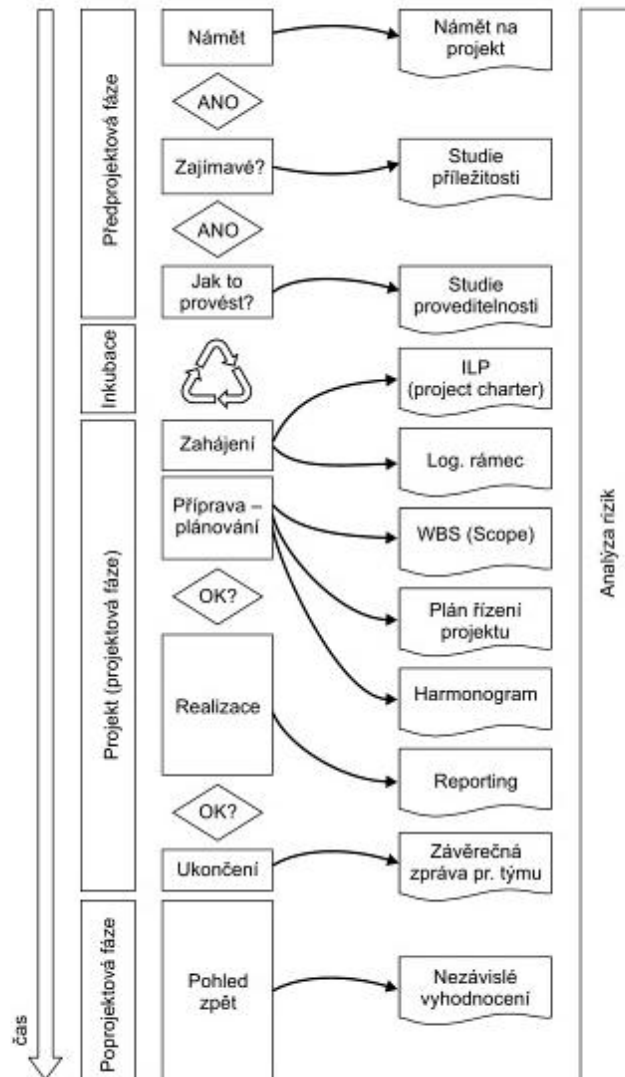 Předprojektová fáze
Námět
Námět na
projekt
ANO
Zajímavé?
Studie
příležitosti
ANO
Jak to
provést?
Studie
proveditelnosti
Inkubace
ILP
(project charter)
Projekt (projektová fáze)
Zahájení
Log. rámec
Příprava –
plánování
WBS (Scope)
OK?
Plán řízení
projektu
Realizace
Harmonogram
Reporting
OK?
Ukončení
Závěrečná
zpráva pr. týmu
Poprojektová fáze
Pohled
zpět
Nezávislé
vyhodnocení
čas
Analýza rizik